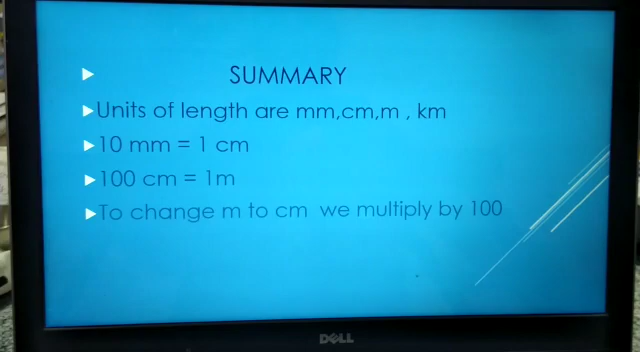 SUMMARY
Units of length are mm,cm,m , km
10 mm = 1 cm
100 cm = 1m
To change m to cm we multiply by 100
DELL